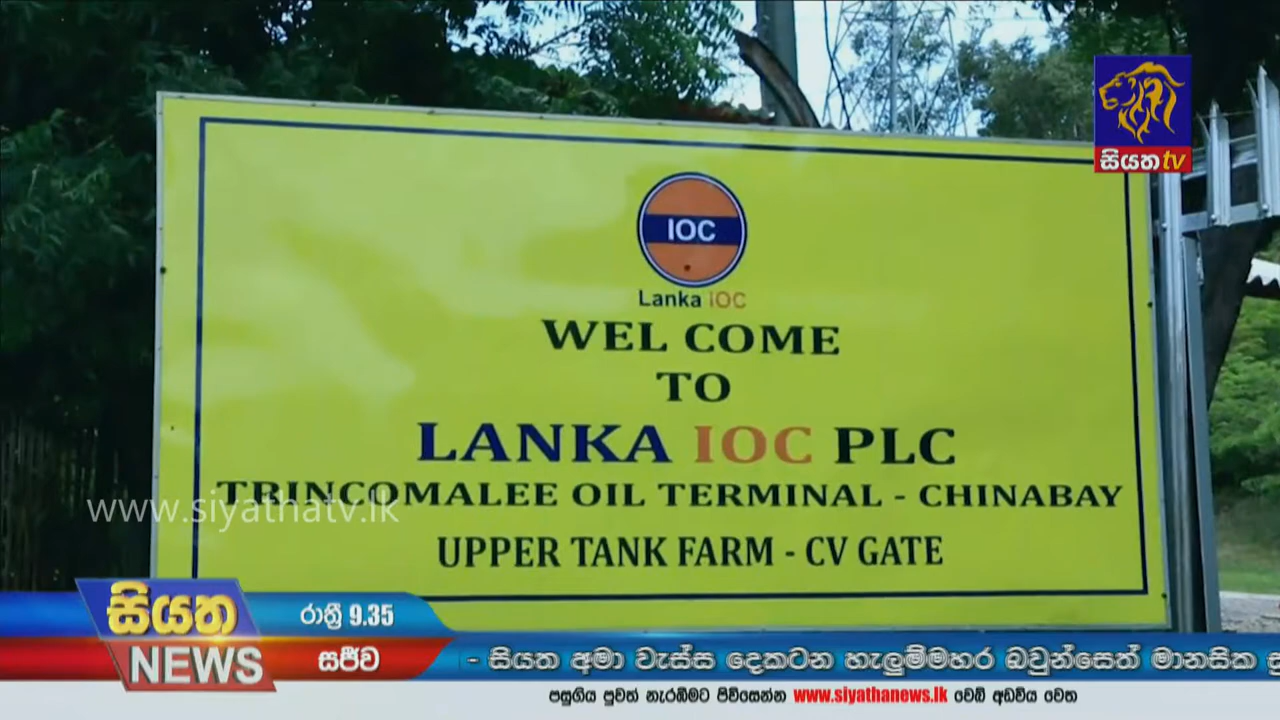 සියත tv
IOC
Lanka IOC
WEL COME
TO
LANKA IOC PLC
TRINCOMALEE OIL TERMINAL - CHINABAY
www.siyathatv.lk
UPPER TANK FARM - CV GATE
සියත
NEWS
රාත්‍රී 9.35
සජීව
- සියත අමා වැස්ස දෙකටන හැලුම්මහර බවුන්සෙත් මානසික
පසුගිය පුවත් නැරඹීමට පිවිසෙන්න www.siyathanews.lk වෙබ් අඩවිය වෙත